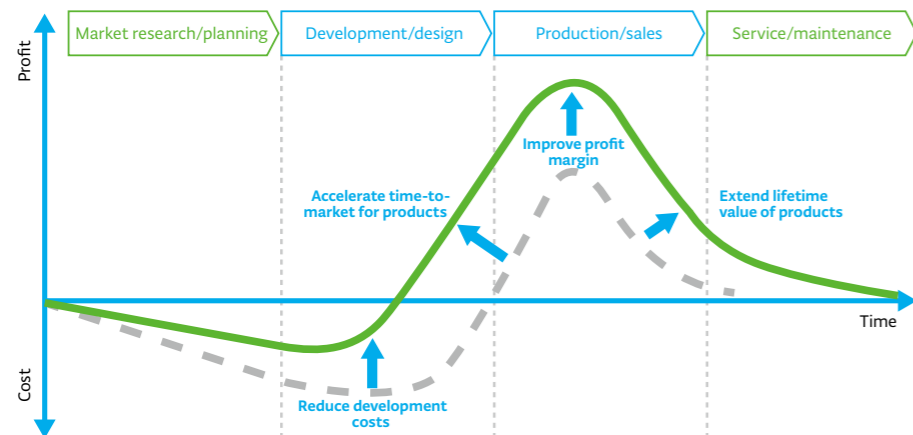 Market research/planning
Development/design
Production/sales
Service/maintenance
Profit
Improve profit
margin
Accelerate time-to-
market for products
Extend lifetime
value of products
Time
Cost
Reduce development
costs